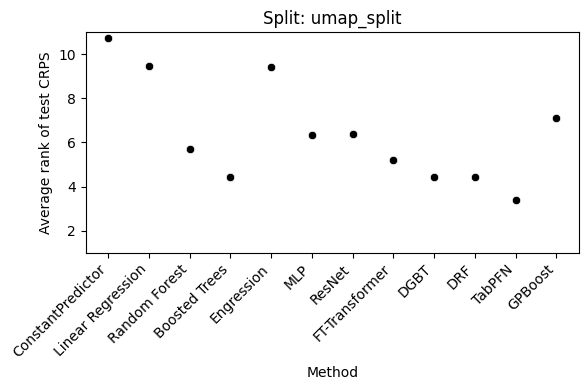 Split: umap_split
Average rank of test CRPS
10
8
6
4
2
ConstantPredictor
Linear Regression
Random Forest
Boosted Trees
Engression
MLP
ResNet
FT-Transformer
DGBT
DRF
TabPFN
GPBoost
Method